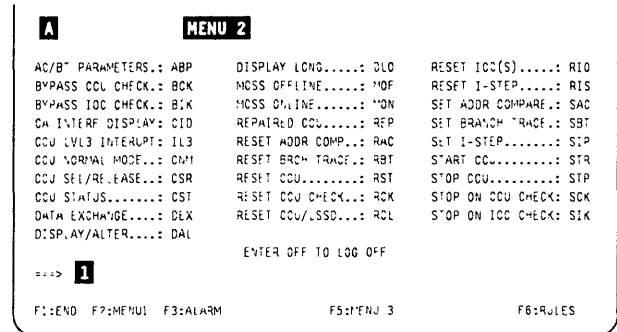 A MENU 2
AC/BT PARAMETERS.: ABP DISPLAY LONG.....: DLO RESET IOC(S).....: RIO
BYPASS CCU CHECK.: BCK MOSS OFFLINE.....: MOF RESET I-STEP.....: RIS
BYPASS IOC CHECK.: BIK MOSS ONLINE......: MON SET ADDR COMPARE.: SAC
CA INTERF DISPLAY: CID REPAIRED CCU.....: REP SET BRANCH TRACE.: SBT
CCU LVL3 INTERUPT: IL3 RESET ADDR COMP..: RAC SET I-STEP.......: SIP
CCU NORMAL MODE..: CNM RESET BRCH TRACE.: RBT START CCU........: STR
CCU SEL/RELEASE..: CSR RESET CCU........: RST STOP CCU.........: STP
CCU STATUS.......: CST RESET CCU CHECK..: RCK STOP ON CCU CHECK: SCK
DATA EXCHANGE....: DEX RESET CCU/LSSD...: RCL STOP ON IOC CHECK: SIK
DISPLAY/ALTER....: DAL
ENTER OFF TO LOG OFF
===> 1
F1:END F2:MENU1 F3:ALARM F5:MENU 3 F6:RULES